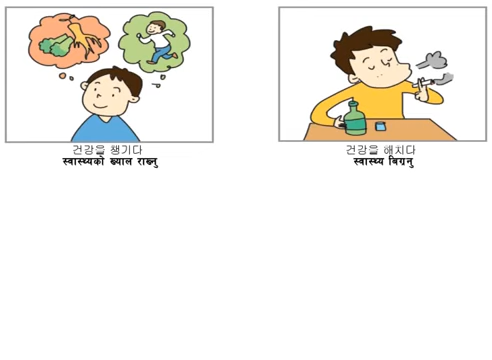 건강을 챙기다
स्वास्थ्यको ख्याल राख्नु
건강을 해치다
स्वास्थ्य बिग्रनु